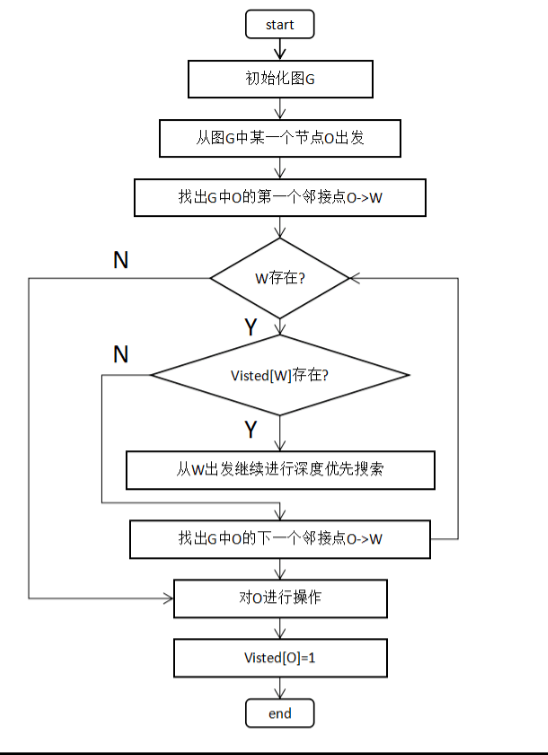 start
初始化图G
从图G中某一个节点O出发
找出G中O的第一个邻接点O->W
N
W存在?
Y
N
Visted[W]存在?
Y
从W出发继续进行深度优先搜索
找出G中O的下一个邻接点O->W
对O进行操作
Visted[O]=1
end